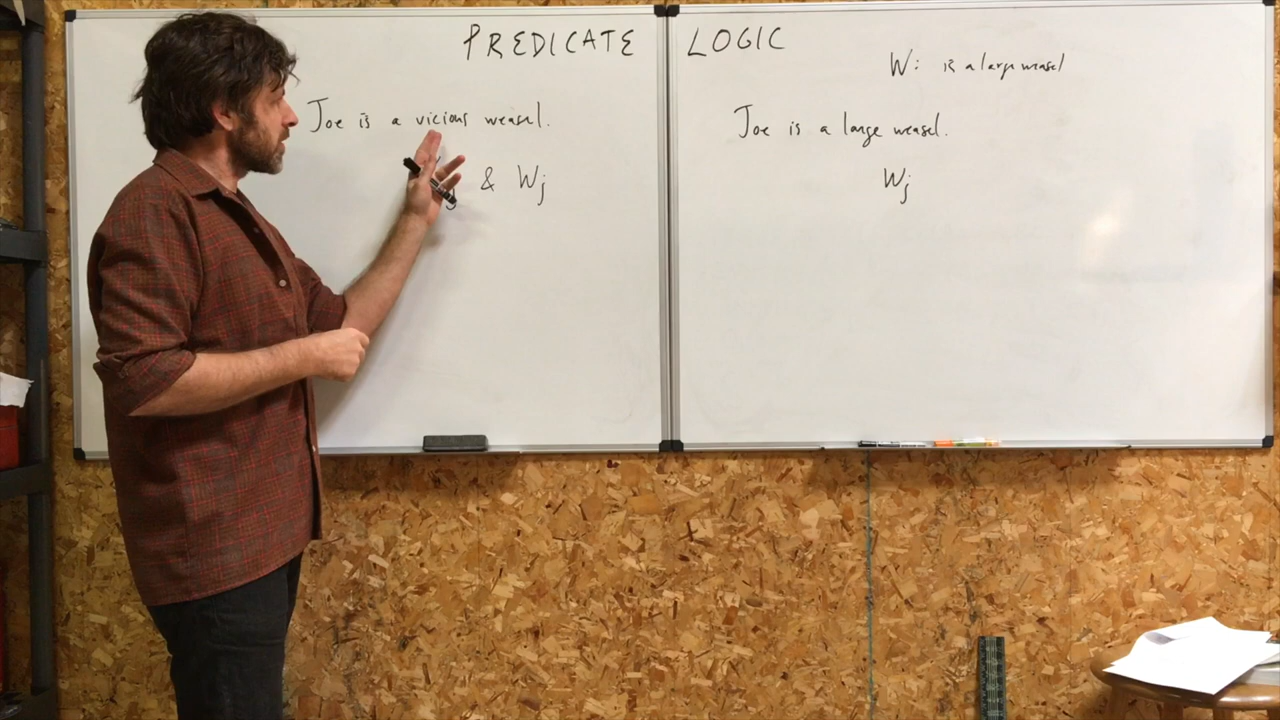 PREDICATE LOGIC
W: is a large weasel
Joe is a vicious weasel.
Joe is a large weasel.
& Wj
Wj